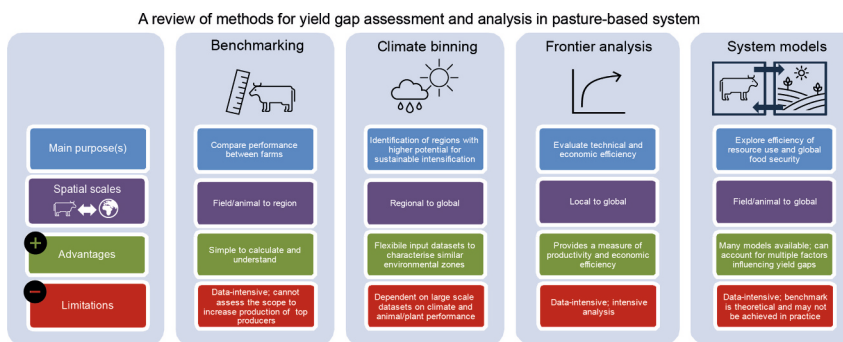 A review of methods for yield gap assessment and analysis in pasture-based system
Benchmarking
Climate binning
Frontier analysis
System models
Main purpose(s)
Compare performance
between farms
Identification of regions with
higher potential for
sustainable intensification
Evaluate technical and
economic efficiency
Explore efficiency of
resource use and global
food security
Spatial scales
Field/animal to region
Regional to global
Local to global
Field/animal to global
Advantages
Simple to calculate and
understand
Flexibile input datasets to
characterise similar
environmental zones
Provides a measure of
productivity and economic
efficiency
Many models available; can
account for multiple factors
influencing yield gaps
Limitations
Data-intensive; cannot
assess the scope to
increase production of top
producers
Dependent on large scale
datasets on climate and
animal/plant performance
Data-intensive; intensive
analysis
Data-intensive; benchmark
is theoretical and may not
be achieved in practice